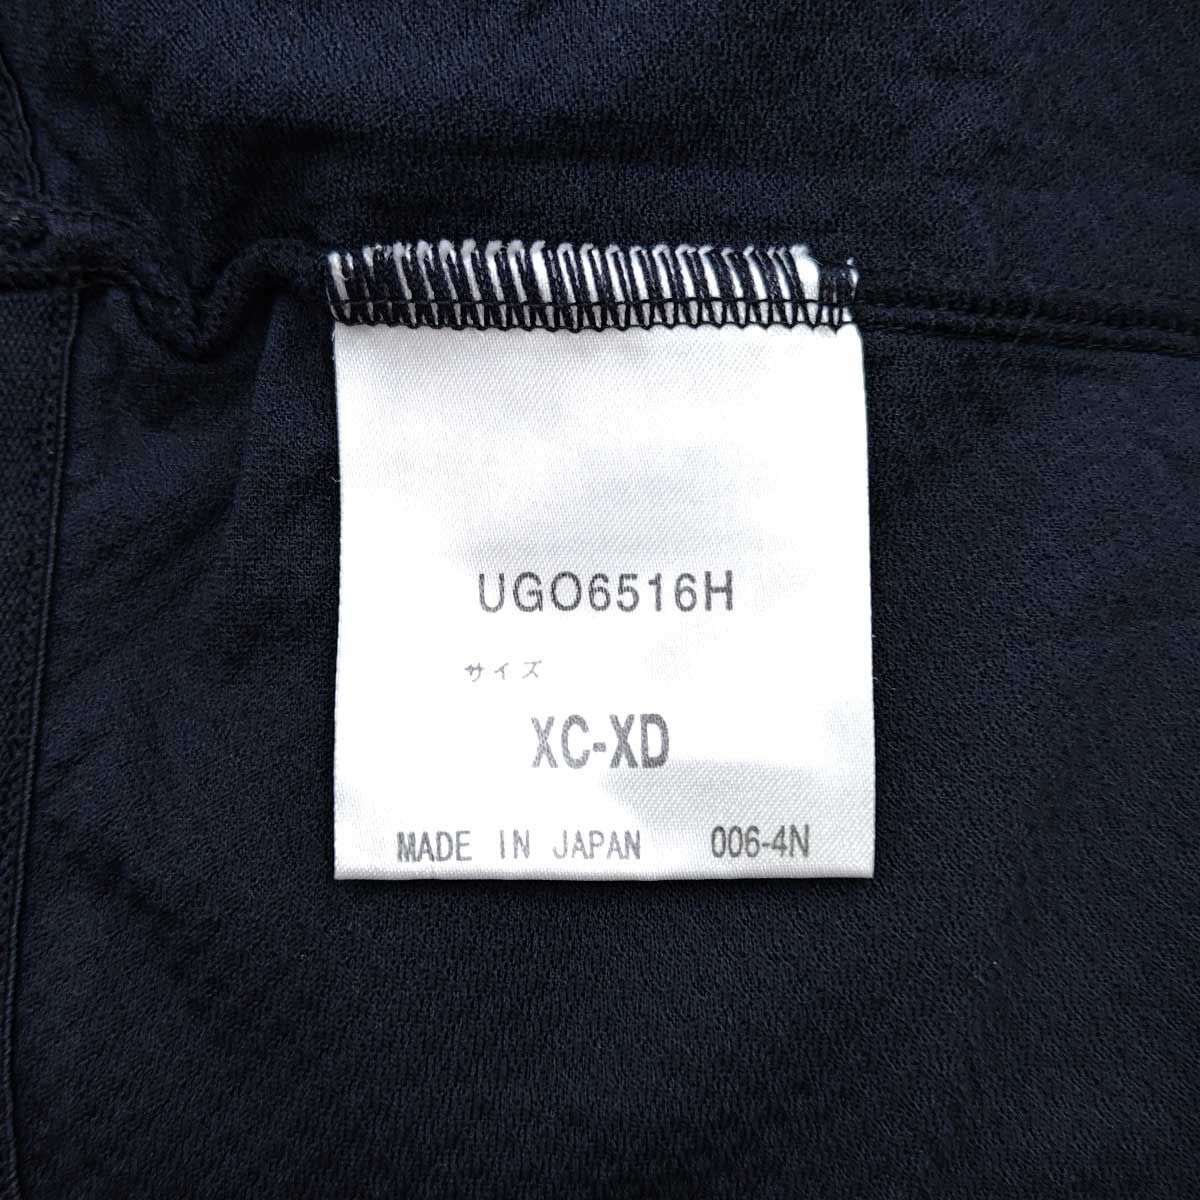 UGO6516H
サイズ
XC-XD
MADE IN JAPAN 006-4N